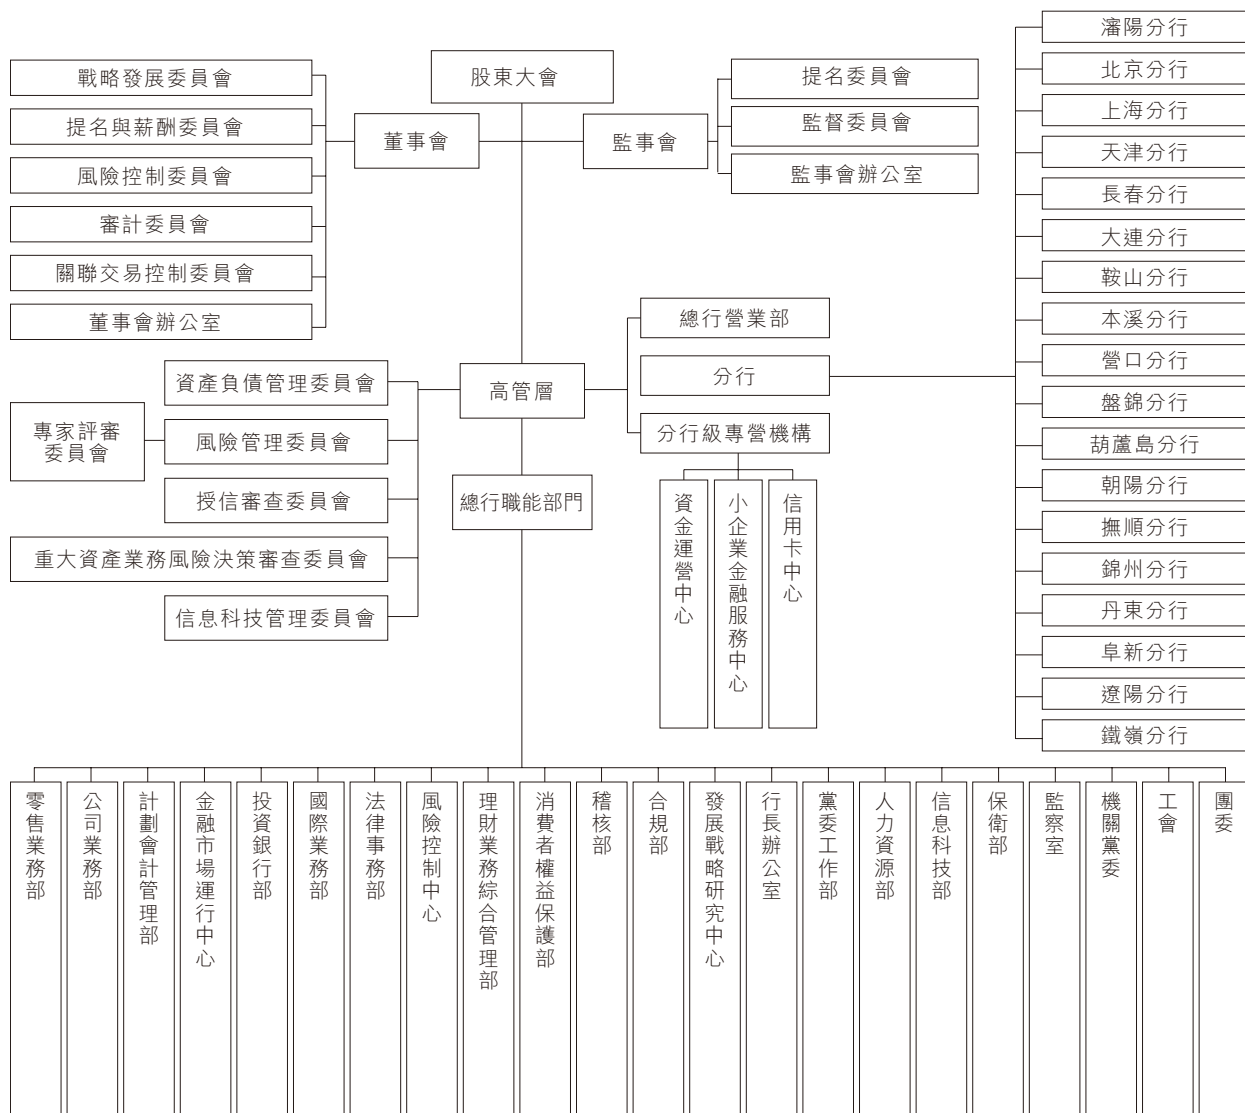 股東大會
董事會
監事會
戰略發展委員會
提名與薪酬委員會
風險控制委員會
審計委員會
關聯交易控制委員會
董事會辦公室
提名委員會
監督委員會
監事會辦公室
高管層
資產負債管理委員會
風險管理委員會
專家評審
委員會
授信審查委員會
重大資產業務風險決策審查委員會
信息科技管理委員會
總行職能部門
總行營業部
分行
分行級專營機構
資金運營中心
小企業金融服務中心
信用卡中心
瀋陽分行
北京分行
上海分行
天津分行
長春分行
大連分行
鞍山分行
本溪分行
營口分行
盤錦分行
葫蘆島分行
朝陽分行
撫順分行
錦州分行
丹東分行
阜新分行
遼陽分行
鐵嶺分行
零售業務部
公司業務部
計劃會計管理部
金融市場運行中心
投資銀行部
國際業務部
法律事務部
風險控制中心
理財業務綜合管理部
消費者權益保護部
稽核部
合規部
發展戰略研究中心
行長辦公室
黨委工作部
人力資源部
信息科技部
保衛部
監察室
機關黨委
工會
團委